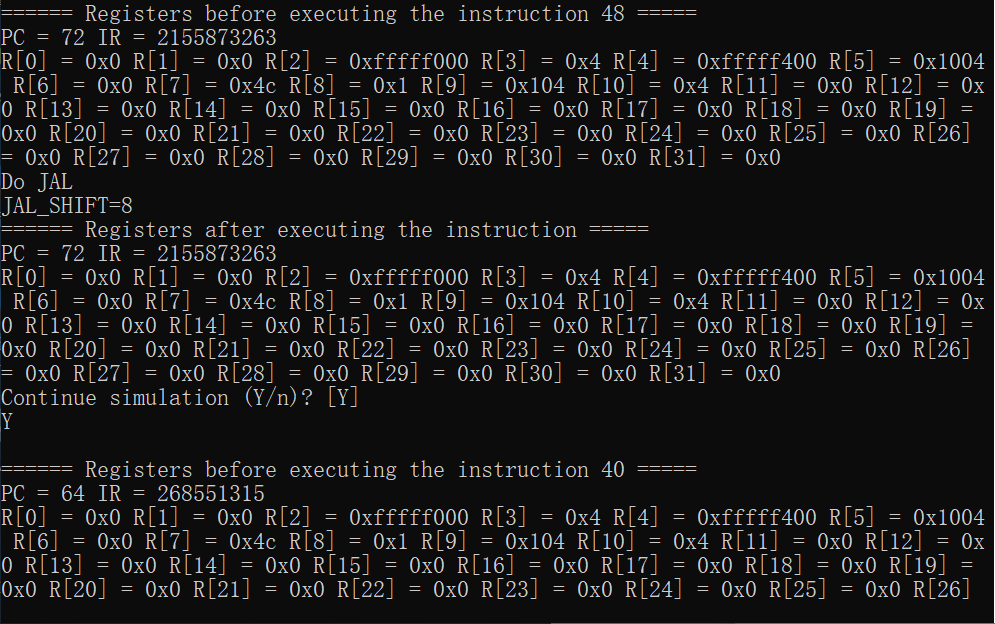 ====== Registers before executing the instruction 48 =====
PC = 72 IR = 2155873263
R[0] = 0x0 R[1] = 0x0 R[2] = 0xfffff000 R[3] = 0x4 R[4] = 0xfffff400 R[5] = 0x1004
 R[6] = 0x0 R[7] = 0x4c R[8] = 0x1 R[9] = 0x104 R[10] = 0x4 R[11] = 0x0 R[12] = 0x
0 R[13] = 0x0 R[14] = 0x0 R[15] = 0x0 R[16] = 0x0 R[17] = 0x0 R[18] = 0x0 R[19] =
0x0 R[20] = 0x0 R[21] = 0x0 R[22] = 0x0 R[23] = 0x0 R[24] = 0x0 R[25] = 0x0 R[26]
= 0x0 R[27] = 0x0 R[28] = 0x0 R[29] = 0x0 R[30] = 0x0 R[31] = 0x0
Do JAL
JAL_SHIFT=8
====== Registers after executing the instruction =====
PC = 72 IR = 2155873263
R[0] = 0x0 R[1] = 0x0 R[2] = 0xfffff000 R[3] = 0x4 R[4] = 0xfffff400 R[5] = 0x1004
 R[6] = 0x0 R[7] = 0x4c R[8] = 0x1 R[9] = 0x104 R[10] = 0x4 R[11] = 0x0 R[12] = 0x
0 R[13] = 0x0 R[14] = 0x0 R[15] = 0x0 R[16] = 0x0 R[17] = 0x0 R[18] = 0x0 R[19] =
0x0 R[20] = 0x0 R[21] = 0x0 R[22] = 0x0 R[23] = 0x0 R[24] = 0x0 R[25] = 0x0 R[26]
= 0x0 R[27] = 0x0 R[28] = 0x0 R[29] = 0x0 R[30] = 0x0 R[31] = 0x0
Continue simulation (Y/n)? [Y]
Y
====== Registers before executing the instruction 40 =====
PC = 64 IR = 268551315
R[0] = 0x0 R[1] = 0x0 R[2] = 0xfffff000 R[3] = 0x4 R[4] = 0xfffff400 R[5] = 0x1004
 R[6] = 0x0 R[7] = 0x4c R[8] = 0x1 R[9] = 0x104 R[10] = 0x4 R[11] = 0x0 R[12] = 0x
0 R[13] = 0x0 R[14] = 0x0 R[15] = 0x0 R[16] = 0x0 R[17] = 0x0 R[18] = 0x0 R[19] =
0x0 R[20] = 0x0 R[21] = 0x0 R[22] = 0x0 R[23] = 0x0 R[24] = 0x0 R[25] = 0x0 R[26]